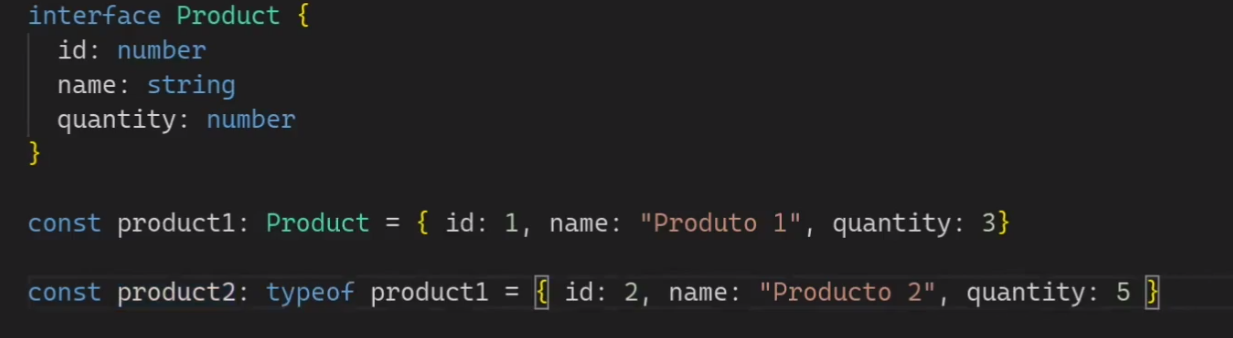 interface Product {
  id: number
  name: string
  quantity: number
}
const product1: Product = { id: 1, name: "Produto 1", quantity: 3}
const product2: typeof product1 = { id: 2, name: "Producto 2", quantity: 5 }